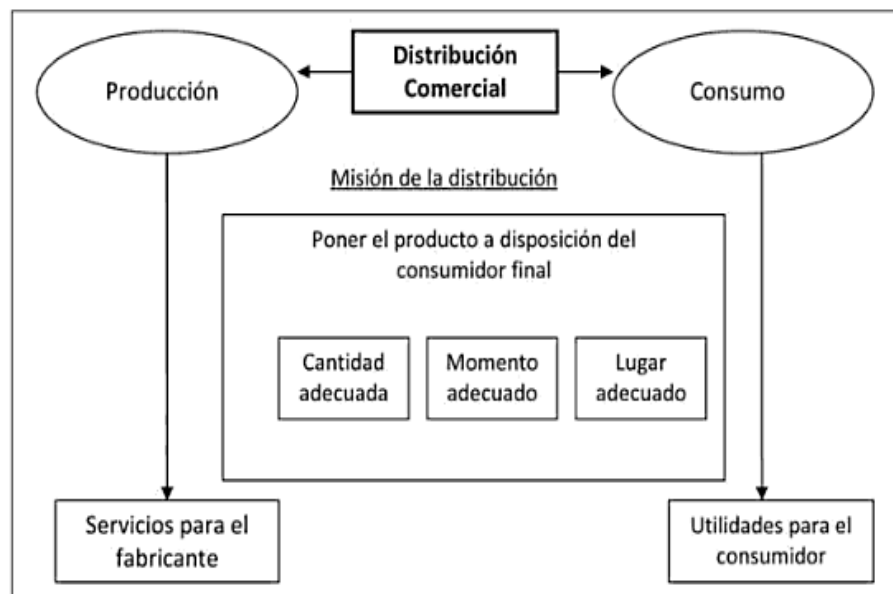 Distribución
Comercial
Producción
Consumo
Misión de la distribución
Poner el producto a disposición del
consumidor final
Cantidad
adecuada
Momento
adecuado
Lugar
adecuado
Servicios para el
fabricante
Utilidades para el
consumidor